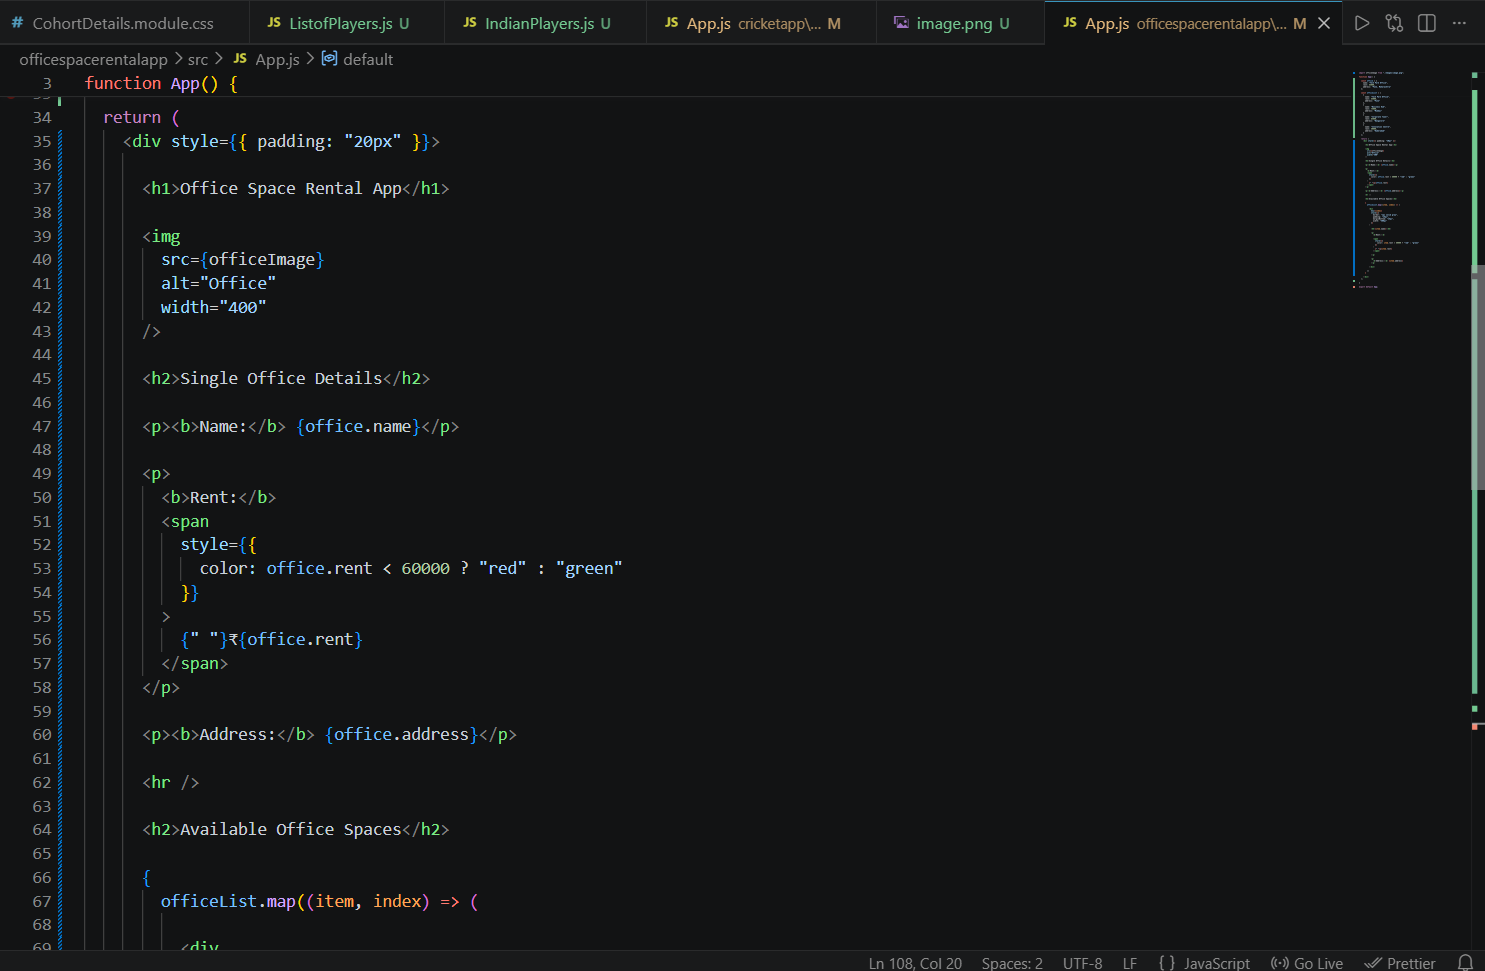 # CohortDetails.module.css JS ListofPlayers.js U JS IndianPlayers.js U JS App.js cricketapp\... M image.png U JS App.js officespacerentalapp\... M
officespacerentalapp > src > JS App.js > default
3 function App() {
34 return (
35 <div style={{ padding: "20px" }}>
36
37 <h1>Office Space Rental App</h1>
38
39 <img
40 src={officeImage}
41 alt="Office"
42 width="400"
43 />
44
45 <h2>Single Office Details</h2>
46
47 <p><b>Name:</b> {office.name}</p>
48
49 <p>
50 <b>Rent:</b>
51 <span
52 style={{
53 color: office.rent < 60000 ? "red" : "green"
54 }}
55 >
56 {" "}₹{office.rent}
57 </span>
58 </p>
59
60 <p><b>Address:</b> {office.address}</p>
61
62 <hr />
63
64 <h2>Available Office Spaces</h2>
65
66 {
67 officeList.map((item, index) => (
68
69 <div
Ln 108, Col 20 Spaces: 2 UTF-8 LF {} JavaScript Go Live Prettier